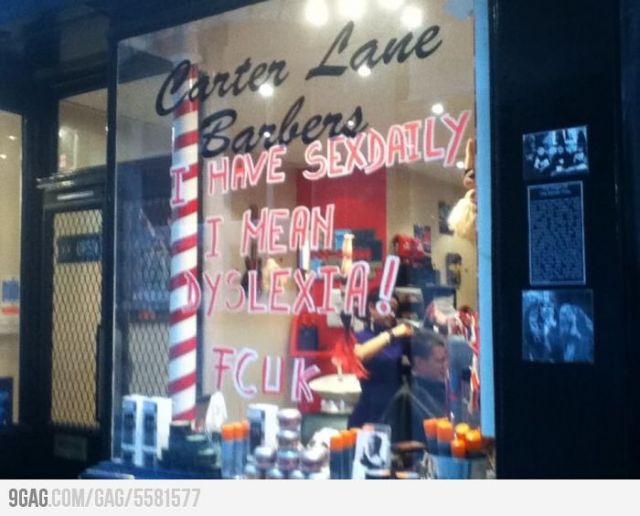 Carter Lane
Barbers
I HAVE SEXDAILY
I MEAN
DYSLEXIA!
FCUK
9GAG.COM/GAG/5581577